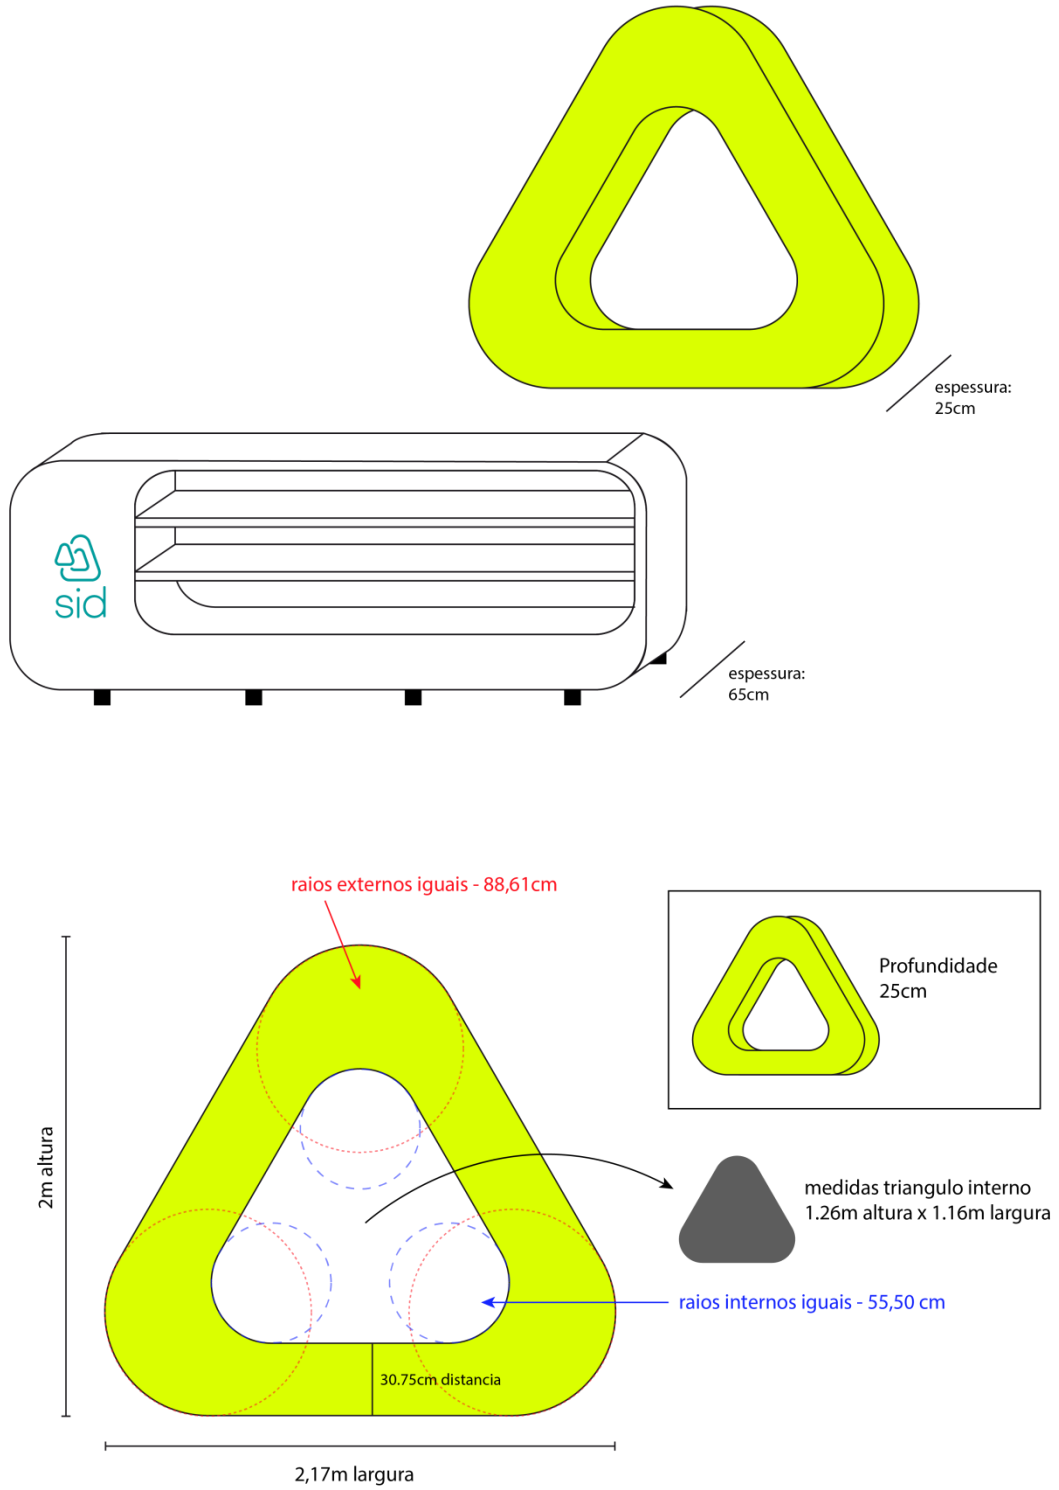 espessura:
25cm
sid
espessura:
65cm
raios externos iguais - 88,61cm
Profundidade
25cm
2m altura
medidas triangulo interno
1.26m altura x 1.16m largura
raios internos iguais - 55,50 cm
30.75cm distancia
2,17m largura